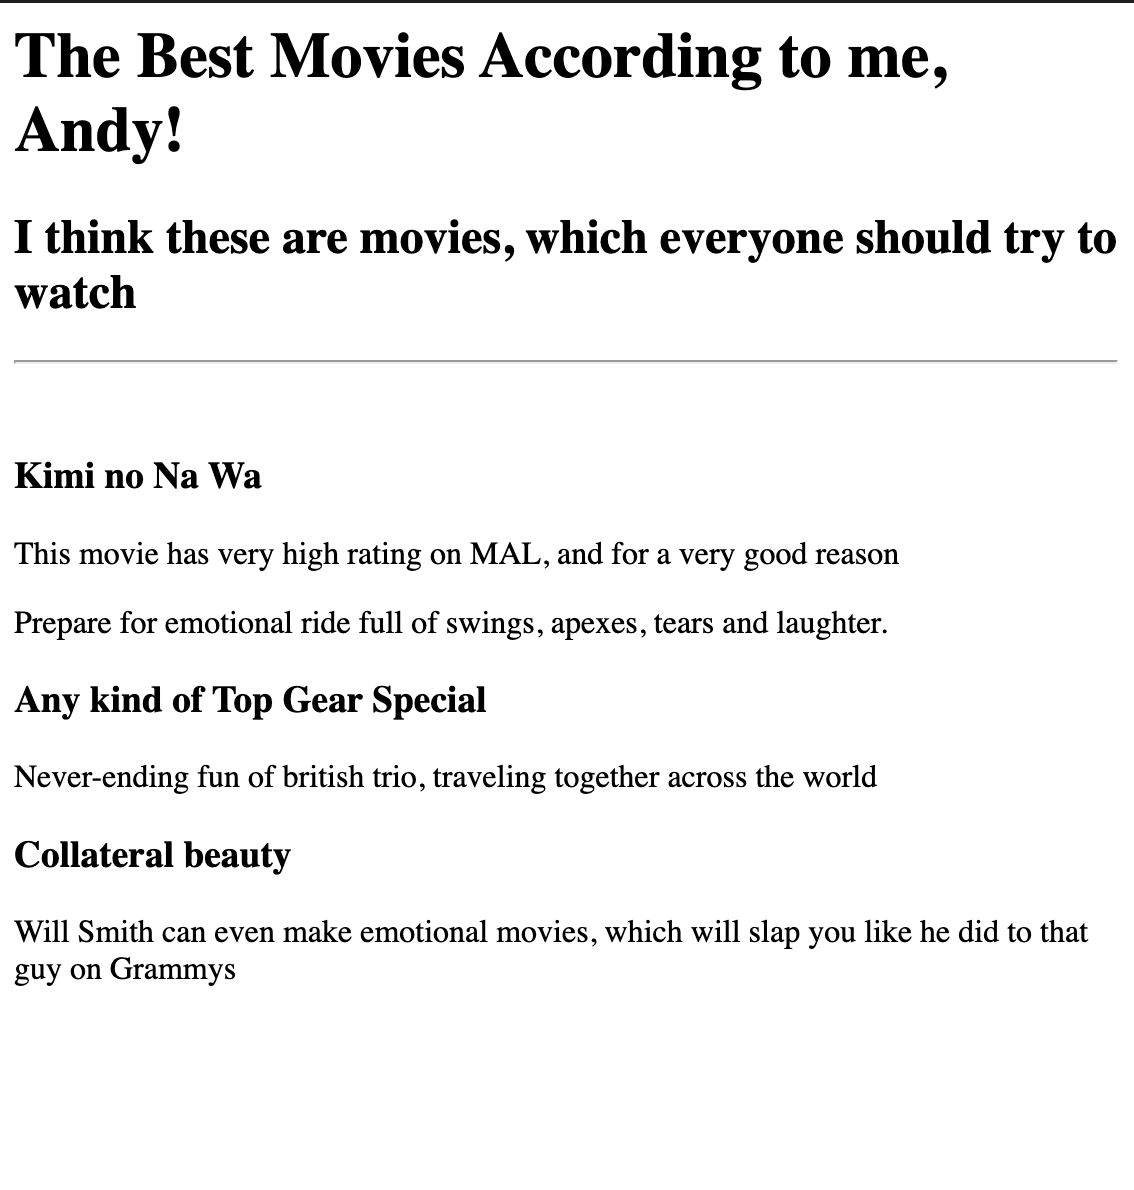 The Best Movies According to me,
Andy!
I think these are movies, which everyone should try to
watch
Kimi no Na Wa
This movie has very high rating on MAL, and for a very good reason
Prepare for emotional ride full of swings, apexes, tears and laughter.
Any kind of Top Gear Special
Never-ending fun of british trio, traveling together across the world
Collateral beauty
Will Smith can even make emotional movies, which will slap you like he did to that
guy on Grammys